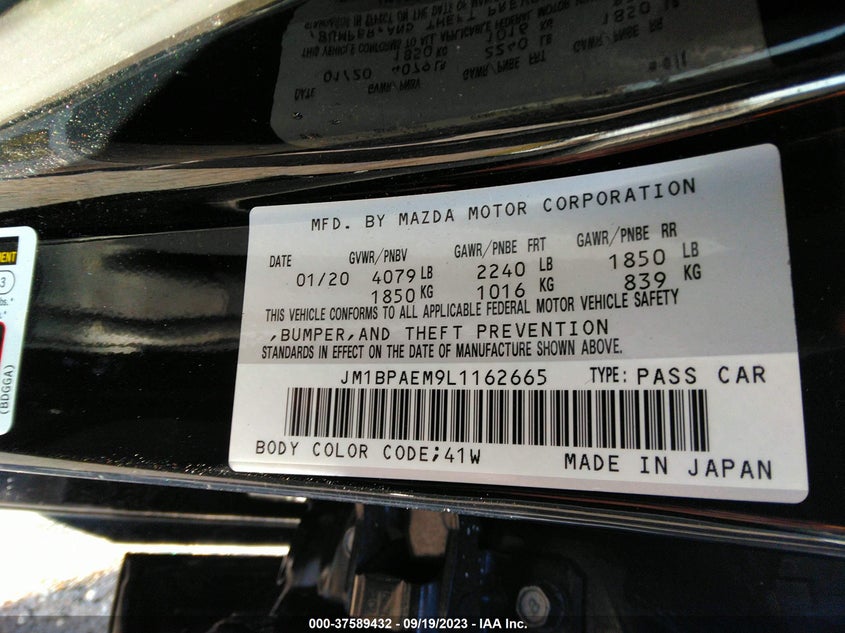 MFD. BY MAZDA MOTOR CORPORATION
DATE GVWR/PNBV GAWR/PNBE FRT GAWR/PNBE RR
01/20 4079 LB 2240 LB 1850 LB
1850 KG 1016 KG 839 KG
THIS VEHICLE CONFORMS TO ALL APPLICABLE FEDERAL MOTOR VEHICLE SAFETY
,BUMPER,AND THEFT PREVENTION
STANDARDS IN EFFECT ON THE DATE OF MANUFACTURE SHOWN ABOVE.
JM1BPAEM9L1162665 TYPE: PASS CAR
BODY COLOR CODE;41W MADE IN JAPAN
3
(BDGGA)
000-37589432 - 09/19/2023 - IAA Inc.